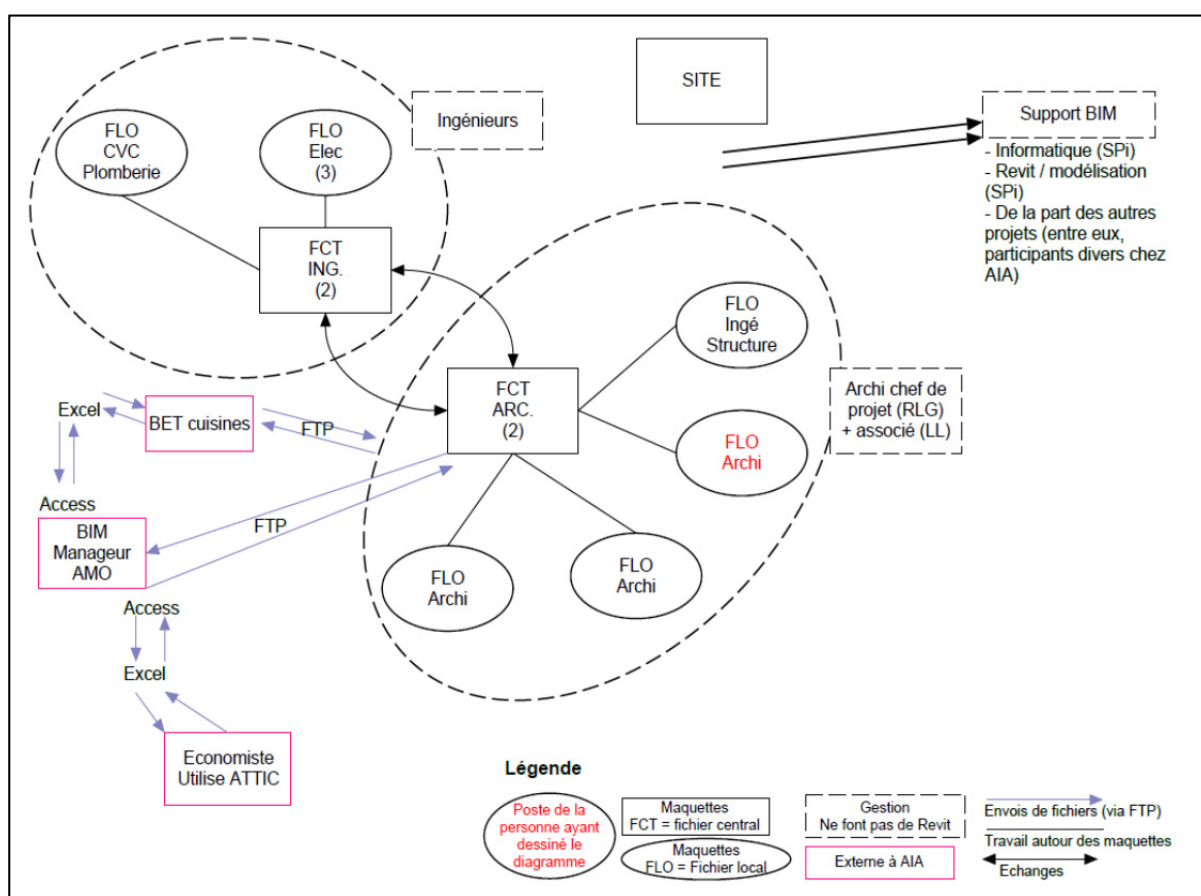 SITE
Ingénieurs
FLO
CVC
Plomberie
FLO
Elec
(3)
FCT
ING.
(2)
Support BIM
- Informatique (SPi)
- Revit / modélisation
(SPi)
- De la part des autres
projets (entre eux,
participants divers chez
AIA)
FLO
Ingé
Structure
FCT
ARC.
(2)
Archi chef de
projet (RLG)
+ associé (LL)
FLO
Archi
FLO
Archi
FLO
Archi
Excel
BET cuisines
FTP
Access
BIM
Manageur
AMO
FTP
Access
Excel
Economiste
Utilise ATTIC
Légende
Poste de la
personne ayant
dessiné le
diagramme
Maquettes
FCT = fichier central
Maquettes
FLO = Fichier local
Gestion
Ne font pas de Revit
Externe à AIA
Envois de fichiers (via FTP)
Travail autour des maquettes
Echanges